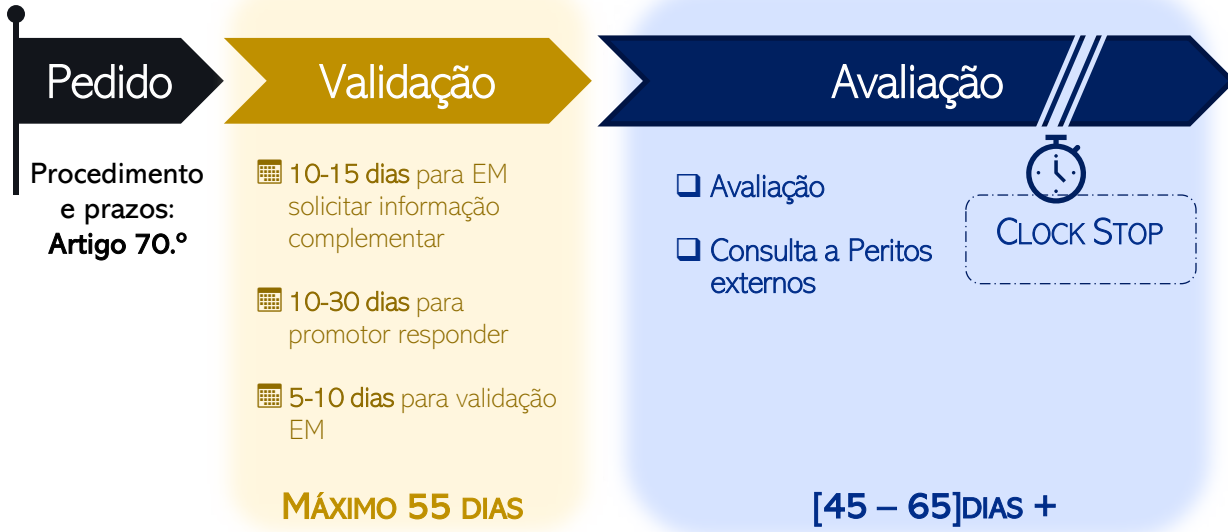 Pedido
Procedimento
e prazos:
Artigo 70.º
Validação
10-15 dias para EM
solicitar informação
complementar
10-30 dias para
promotor responder
5-10 dias para validação
EM
MÁXIMO 55 DIAS
Avaliação
Avaliação
Consulta a Peritos
externos
CLOCK STOP
[45 – 65]DIAS +